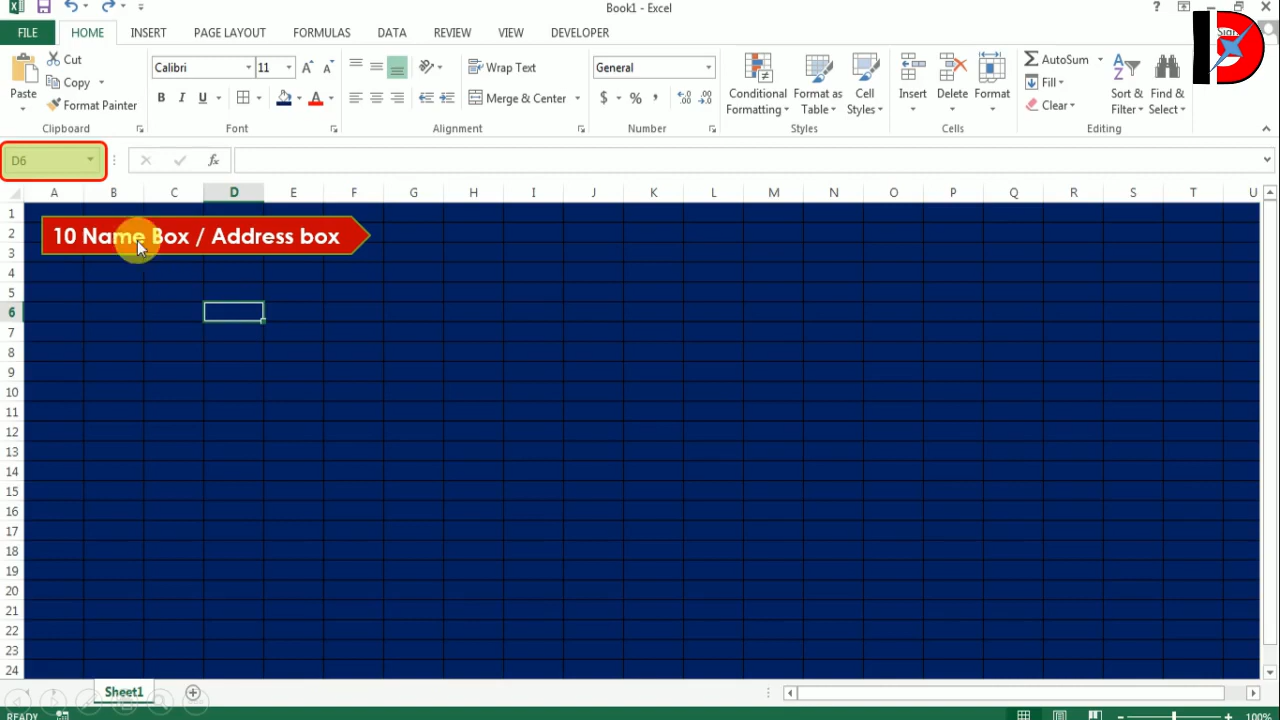 Book1 - Excel
?
FILE HOME INSERT PAGE LAYOUT FORMULAS DATA REVIEW VIEW DEVELOPER
Cut
Copy
Format Painter
Paste
Clipboard
Calibri 11
B I U
A A
Font
Wrap Text
Merge & Center
Alignment
General
$ % ,
Number
Conditional Formatting
Format as Table
Cell Styles
Styles
Insert Delete Format
Cells
AutoSum
Fill
Clear
Sort & Filter
Find & Select
Editing
D6
fx
A B C D E F G H I J K L M N O P Q R S T U
1
2
3
10 Name Box / Address box
4
5
6
7
8
9
10
11
12
13
14
15
16
17
18
19
20
21
22
23
24
Sheet1
READY
100%